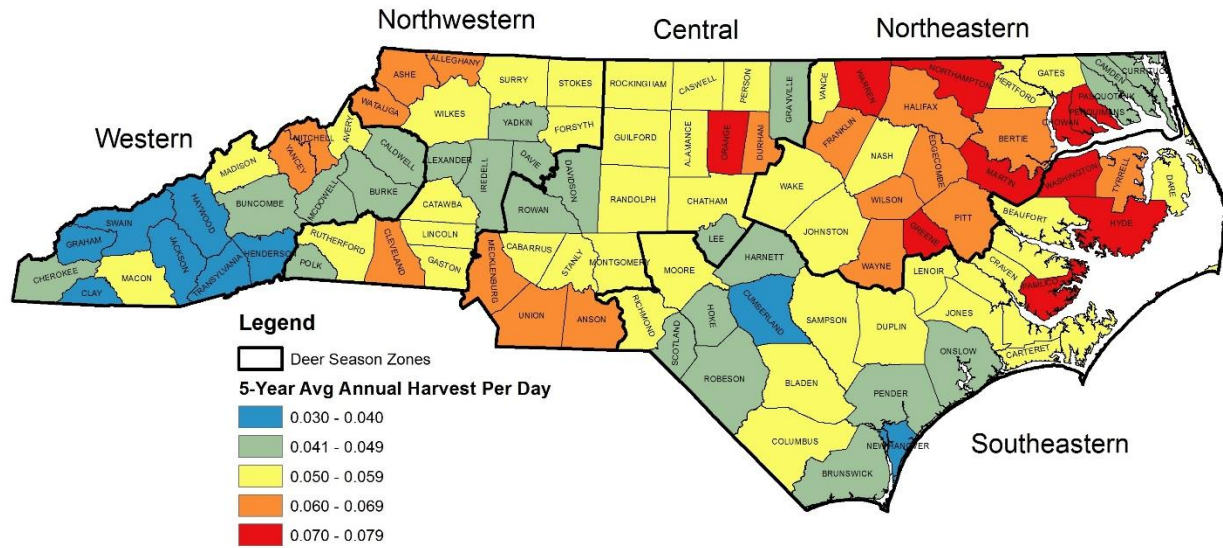 Northwestern
Central
Northeastern
Western
Southeastern
ASHE
ALLEGHANY
SURRY
STOKES
ROCKINGHAM
CASWELL
PERSON
GRANVILLE
VANCE
WARREN
NORTHAMPTON
HERTFORD
GATES
CAMDEN
CURRITUCK
PASQUOTANK
PERQUIMANS
CHOWAN
WATAUGA
WILKES
YADKIN
FORSYTH
GUILFORD
ALAMANCE
ORANGE
DURHAM
FRANKLIN
HALIFAX
BERTIE
MITCHELL
AVERY
YANCEY
MADISON
CALDWELL
ALEXANDER
IREDELL
DAVIE
DAVIDSON
RANDOLPH
CHATHAM
WAKE
NASH
EDGECOMBE
MARTIN
WASHINGTON
TYRRELL
DARE
BUNCOMBE
MCDOWELL
BURKE
CATAWBA
ROWAN
LEE
JOHNSTON
WILSON
PITT
BEAUFORT
HYDE
SWAIN
HAYWOOD
GRAHAM
JACKSON
TRANSYLVANIA
HENDERSON
RUTHERFORD
CLEVELAND
LINCOLN
GASTON
MECKLENBURG
CABARRUS
STANLY
MONTGOMERY
MOORE
HARNETT
WAYNE
GREENE
LENOIR
CRAVEN
PAMLICO
CHEROKEE
MACON
CLAY
POLK
UNION
ANSON
RICHMOND
SCOTLAND
HOKE
CUMBERLAND
SAMPSON
DUPLIN
JONES
CARTERET
ONSLOW
ROBESON
BLADEN
PENDER
COLUMBUS
NEW HANOVER
BRUNSWICK
Legend
Deer Season Zones
5-Year Avg Annual Harvest Per Day
0.030 - 0.040
0.041 - 0.049
0.050 - 0.059
0.060 - 0.069
0.070 - 0.079